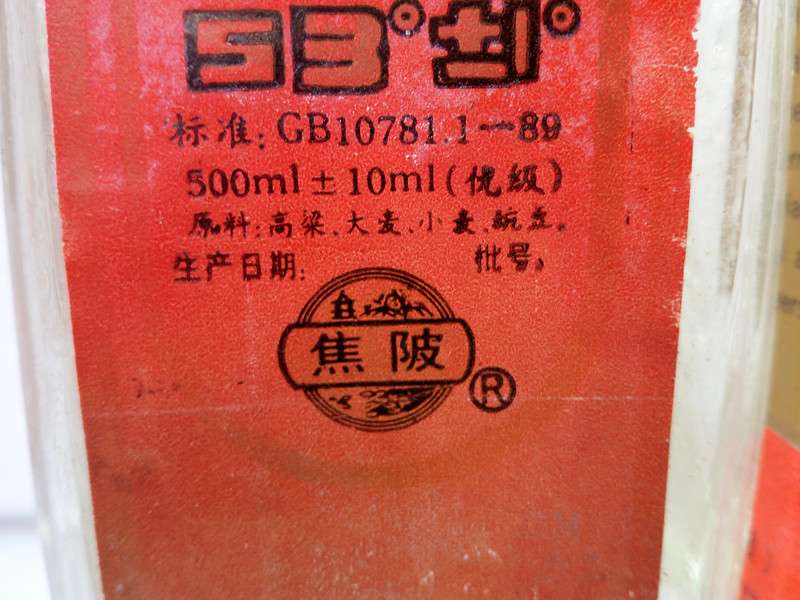 53°
标准: GB10781.1—89
500ml±10ml(优级)
原料:高梁、大麦、小麦、豌豆。
生产日期: 批号:
焦陂
®